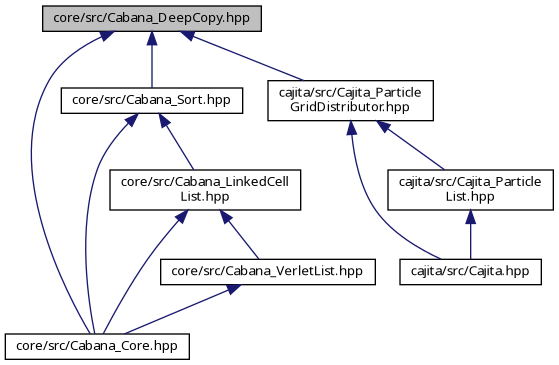 core/src/Cabana_DeepCopy.hpp
core/src/Cabana_Sort.hpp
cajita/src/Cajita_Particle
GridDistributor.hpp
core/src/Cabana_LinkedCell
List.hpp
cajita/src/Cajita_Particle
List.hpp
core/src/Cabana_VerletList.hpp
cajita/src/Cajita.hpp
core/src/Cabana_Core.hpp